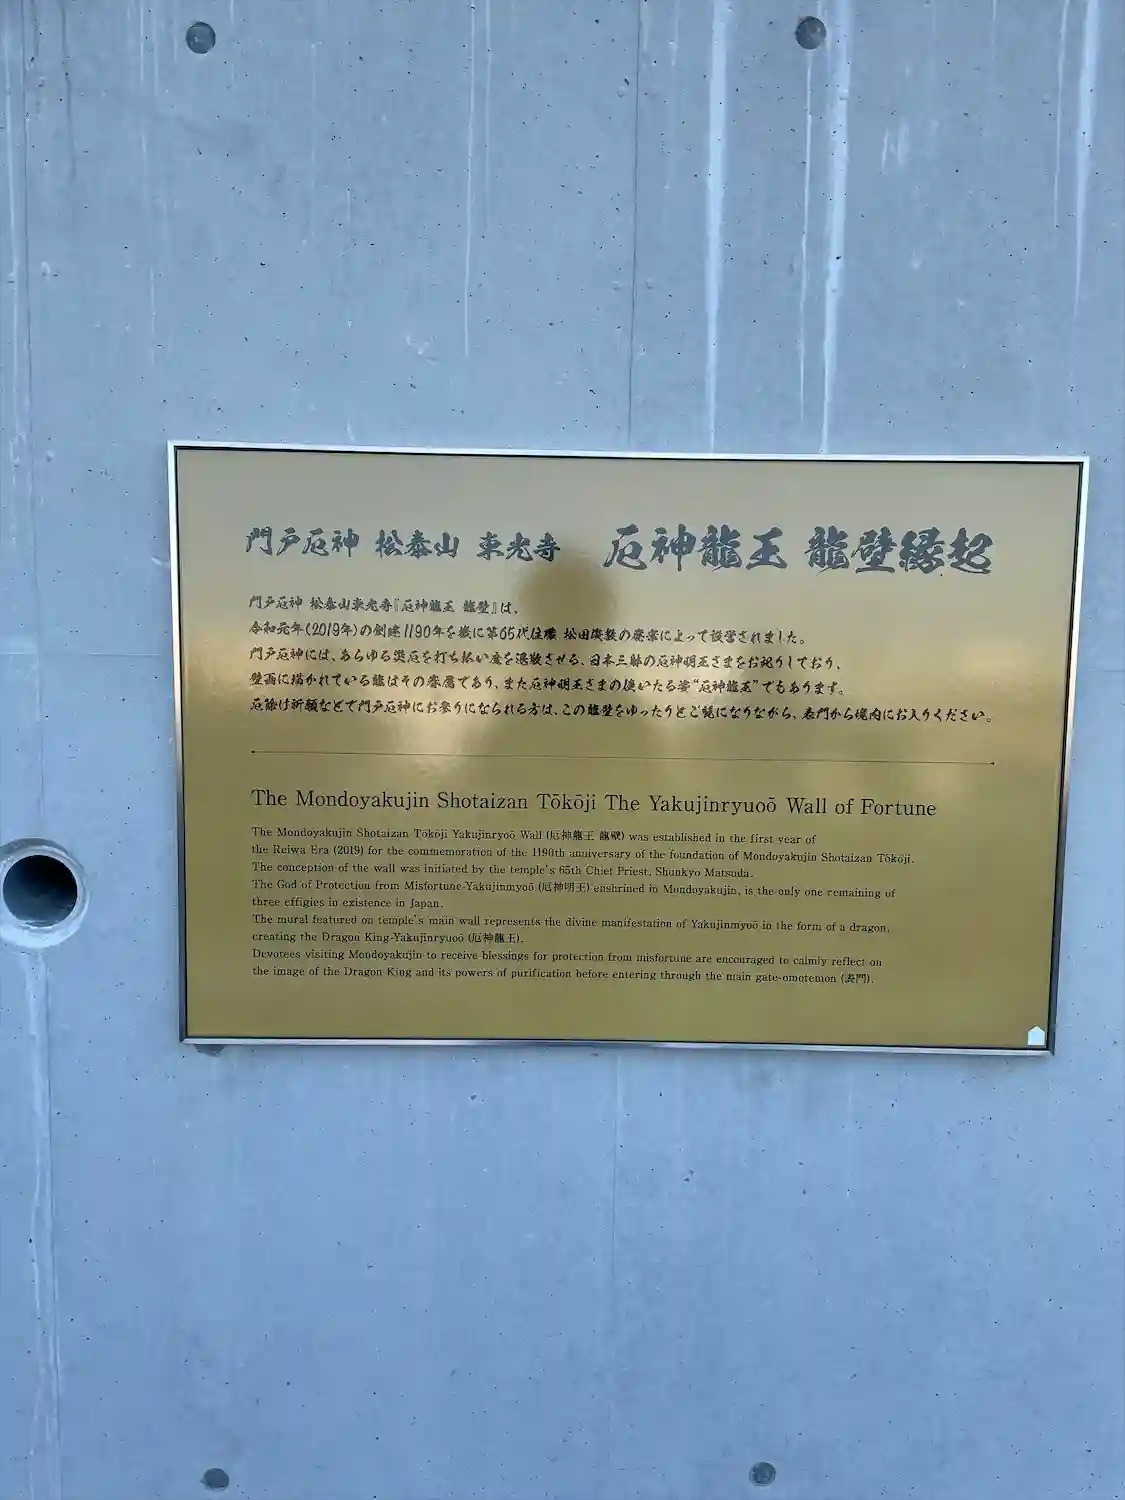 門戸厄神 松泰山 東光寺 厄神龍王 龍壁縁起
門戸厄神 松泰山東光寺『厄神龍王 龍壁』は、
令和元年(2019年)の創建1190年を機に第65代住職 松田俊教の発案によって設営されました。
門戸厄神には、あらゆる災厄を打ち払い魔を退散させる、日本三躰の厄神明王さまをお祀りしており、
壁画に描かれている龍はその眷属であり、また厄神明王さまの使いたる姿“厄神龍王”でもあります。
厄除け祈願などで門戸厄神にお参りになられる方は、この龍壁をゆったりとご覧になりながら、表門から境内にお入りください。
The Mondoyakujin Shotaizan Tōkōji The Yakujinryuoō Wall of Fortune
The Mondoyakujin Shotaizan Tōkōji Yakujinryoō Wall (厄神龍王 龍壁) was established in the first year of
the Reiwa Era (2019) for the commemoration of the 1190th anniversary of the foundation of Mondoyakujin Shotaizan Tōkōji.
The conception of the wall was initiated by the temple's 65th Chief Priest, Shunkyo Matsuda.
The God of Protection from Misfortune-Yakujinmyoō (厄神明王) enshrined in Mondoyakujin, is the only one remaining of
three effigies in existence in Japan.
The mural featured on temple's main wall represents the divine manifestation of Yakujinmyoō in the form of a dragon,
creating the Dragon King-Yakujinryuoō (厄神龍王).
Devotees visiting Mondoyakujin to receive blessings for protection from misfortune are encouraged to calmly reflect on
the image of the Dragon King and its powers of purification before entering through the main gate-omotemon (表門).